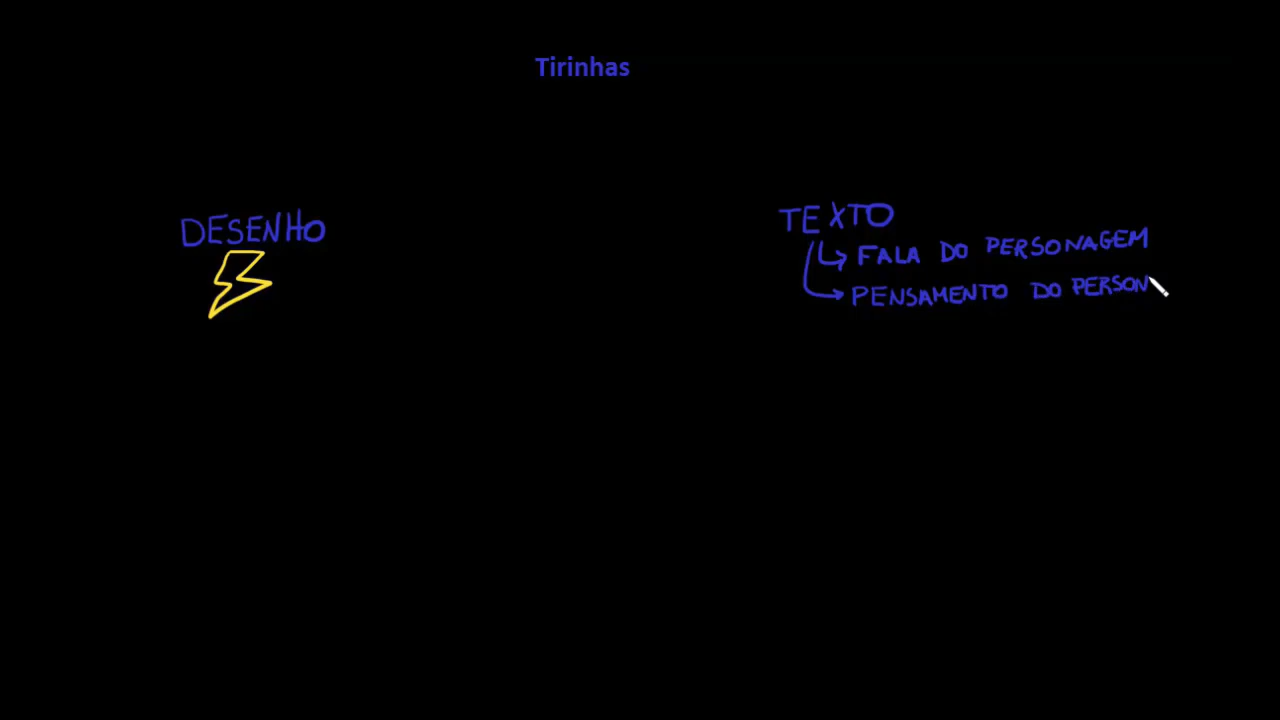 Tirinhas
DESENHO
TEXTO
FALA DO PERSONAGEM
PENSAMENTO DO PERSON